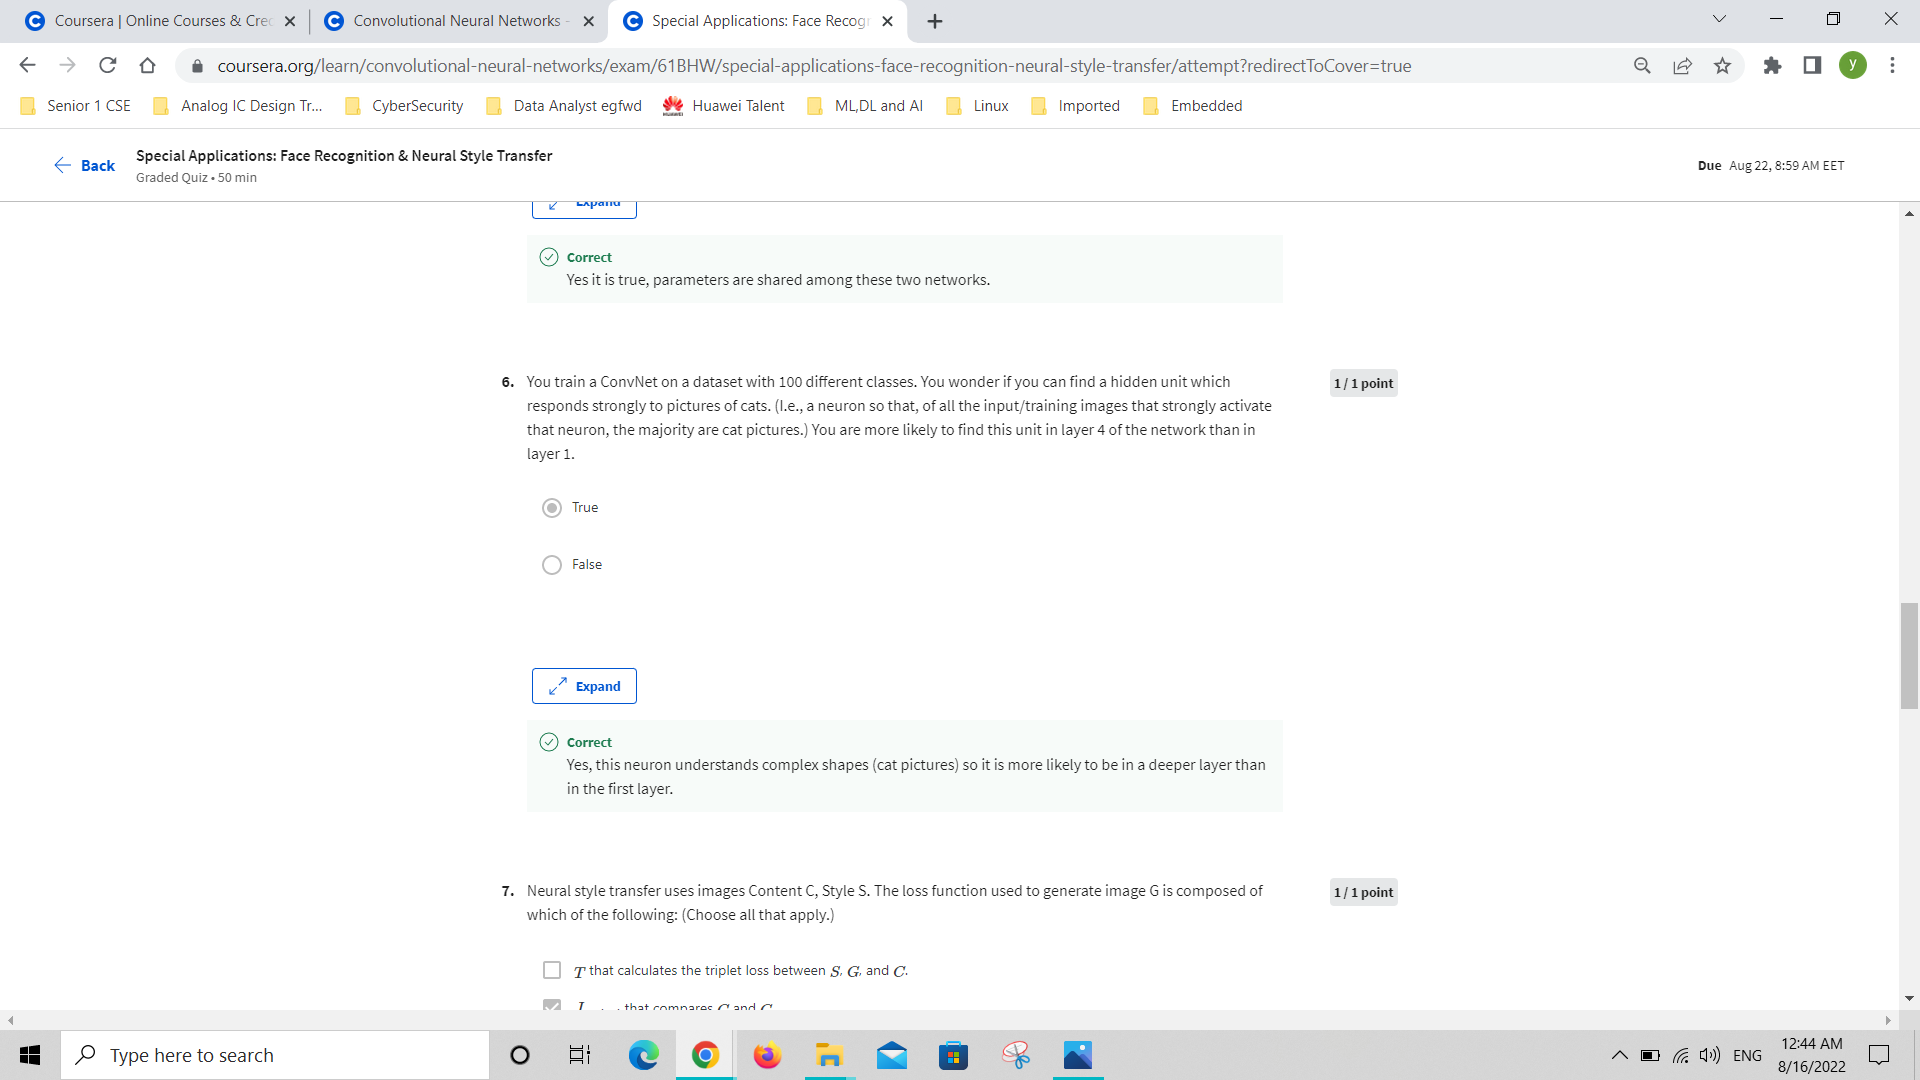 Coursera | Online Courses & Crec
Convolutional Neural Networks -
Special Applications: Face Recogn
coursera.org/learn/convolutional-neural-networks/exam/61BHW/special-applications-face-recognition-neural-style-transfer/attempt?redirectToCover=true
y
Senior 1 CSE
Analog IC Design Tr...
CyberSecurity
Data Analyst egfwd
Huawei Talent
ML,DL and AI
Linux
Imported
Embedded
Back
Special Applications: Face Recognition & Neural Style Transfer
Graded Quiz • 50 min
Due Aug 22, 8:59 AM EET
Expand
Correct
Yes it is true, parameters are shared among these two networks.
6. You train a ConvNet on a dataset with 100 different classes. You wonder if you can find a hidden unit which
1 / 1 point
responds strongly to pictures of cats. (I.e., a neuron so that, of all the input/training images that strongly activate
that neuron, the majority are cat pictures.) You are more likely to find this unit in layer 4 of the network than in
layer 1.
True
False
Expand
Correct
Yes, this neuron understands complex shapes (cat pictures) so it is more likely to be in a deeper layer than
in the first layer.
7. Neural style transfer uses images Content C, Style S. The loss function used to generate image G is composed of
1 / 1 point
which of the following: (Choose all that apply.)
T that calculates the triplet loss between S, G, and C.
that compares and
Type here to search
ENG
12:44 AM
8/16/2022